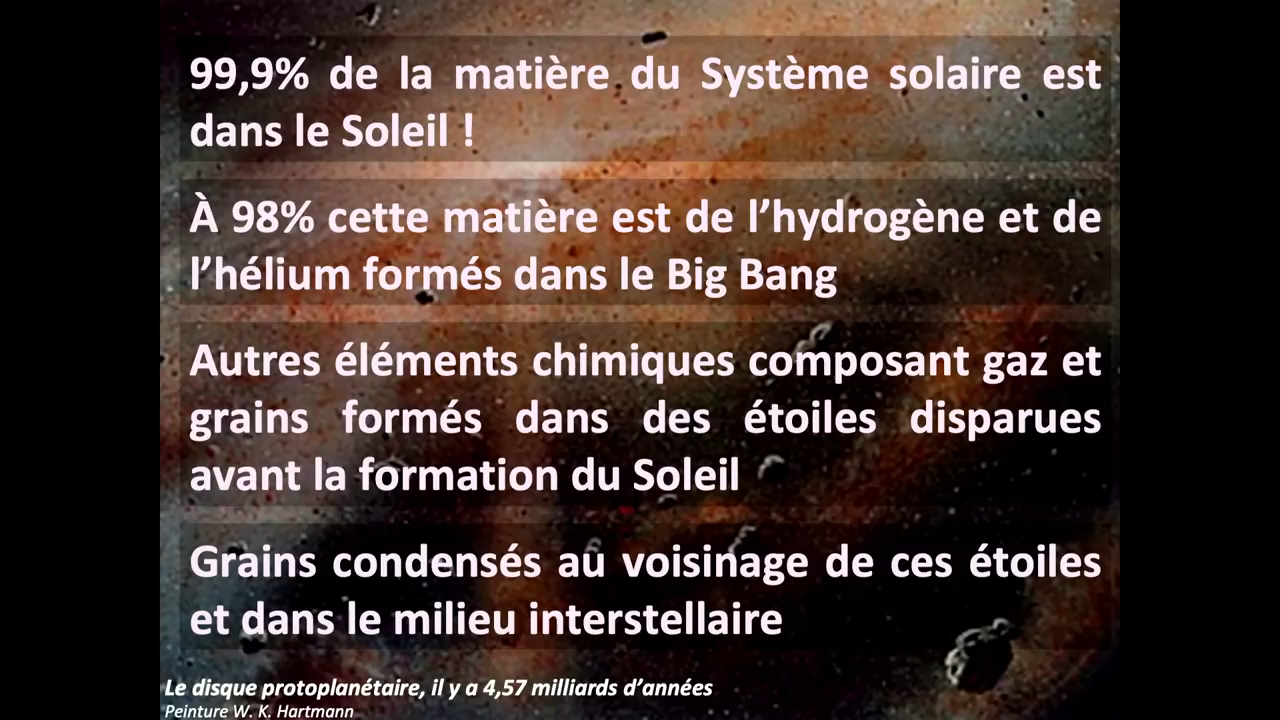 99,9% de la matière du Système solaire est
dans le Soleil !
À 98% cette matière est de l’hydrogène et de
l’hélium formés dans le Big Bang
Autres éléments chimiques composant gaz et
grains formés dans des étoiles disparues
avant la formation du Soleil
Grains condensés au voisinage de ces étoiles
et dans le milieu interstellaire
Le disque protoplanétaire, il y a 4,57 milliards d’années
Peinture W. K. Hartmann